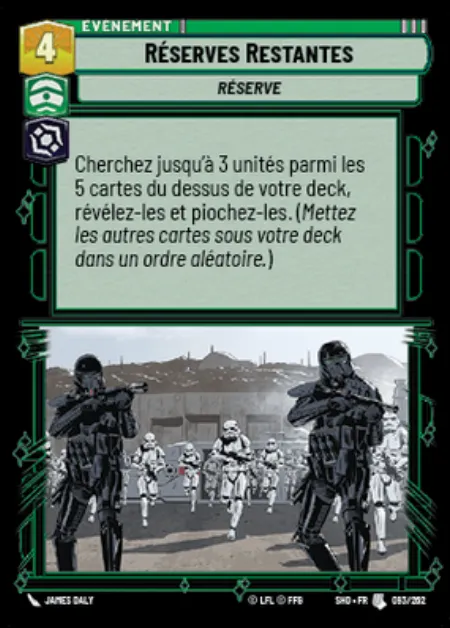 ÉVÉNEMENT
4
RÉSERVES RESTANTES
RÉSERVE
Cherchez jusqu'à 3 unités parmi les
5 cartes du dessus de votre deck,
révélez-les et piochez-les. (Mettez
les autres cartes sous votre deck
dans un ordre aléatoire.)
JAMES DALY
© LFL © FFG
SHD • FR
093/262